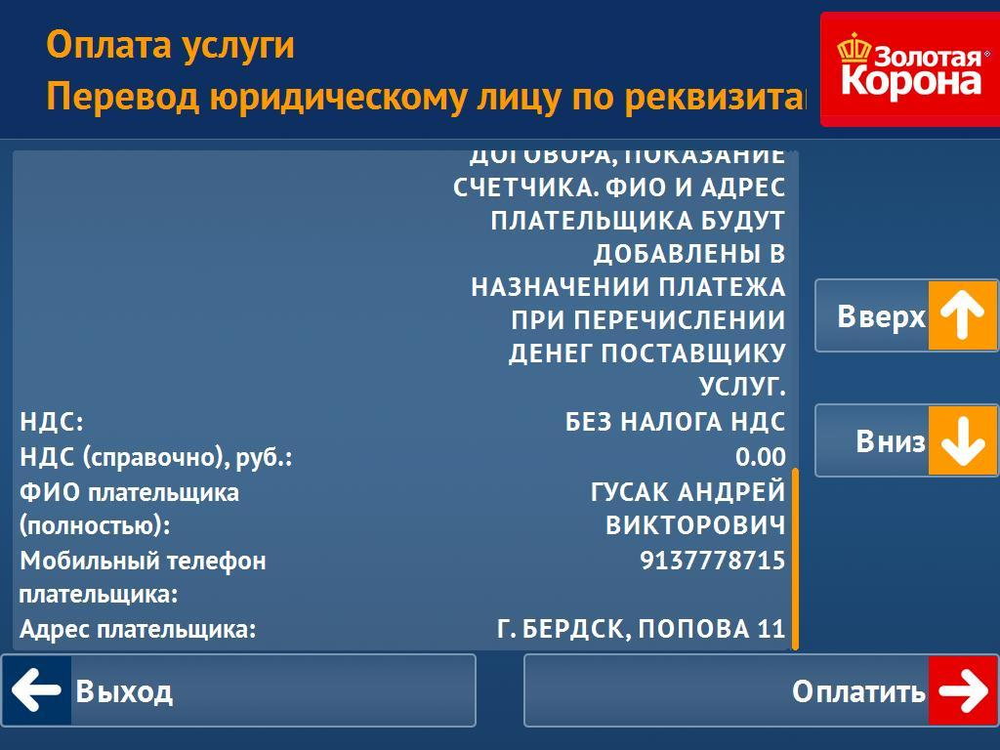 Оплата услуги
Перевод юридическому лицу по реквизита
Золотая
Корона
ДОГОВОРА, ПОКАЗАНИЕ
СЧЕТЧИКА. ФИО И АДРЕС
ПЛАТЕЛЬЩИКА БУДУТ
ДОБАВЛЕНЫ В
НАЗНАЧЕНИИ ПЛАТЕЖА
ПРИ ПЕРЕЧИСЛЕНИИ
ДЕНЕГ ПОСТАВЩИКУ
УСЛУГ.
НДС: БЕЗ НАЛОГА НДС
НДС (справочно), руб.: 0.00
ФИО плательщика ГУСАК АНДРЕЙ
(полностью): ВИКТОРОВИЧ
Мобильный телефон 9137778715
плательщика:
Адрес плательщика: Г. БЕРДСК, ПОПОВА 11
Вверх
Вниз
Выход
Оплатить